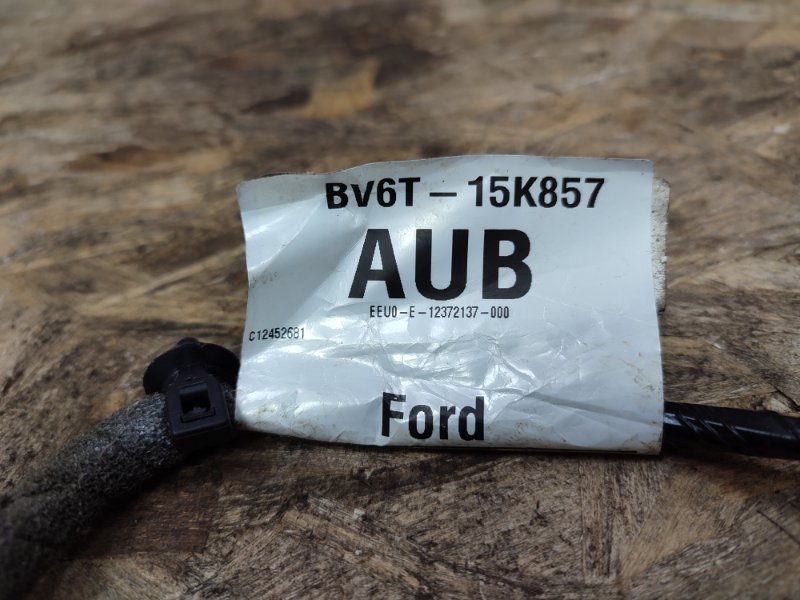 BV6T – 15K857
AUB
EEU0-E-12372137-000
C12452681
Ford